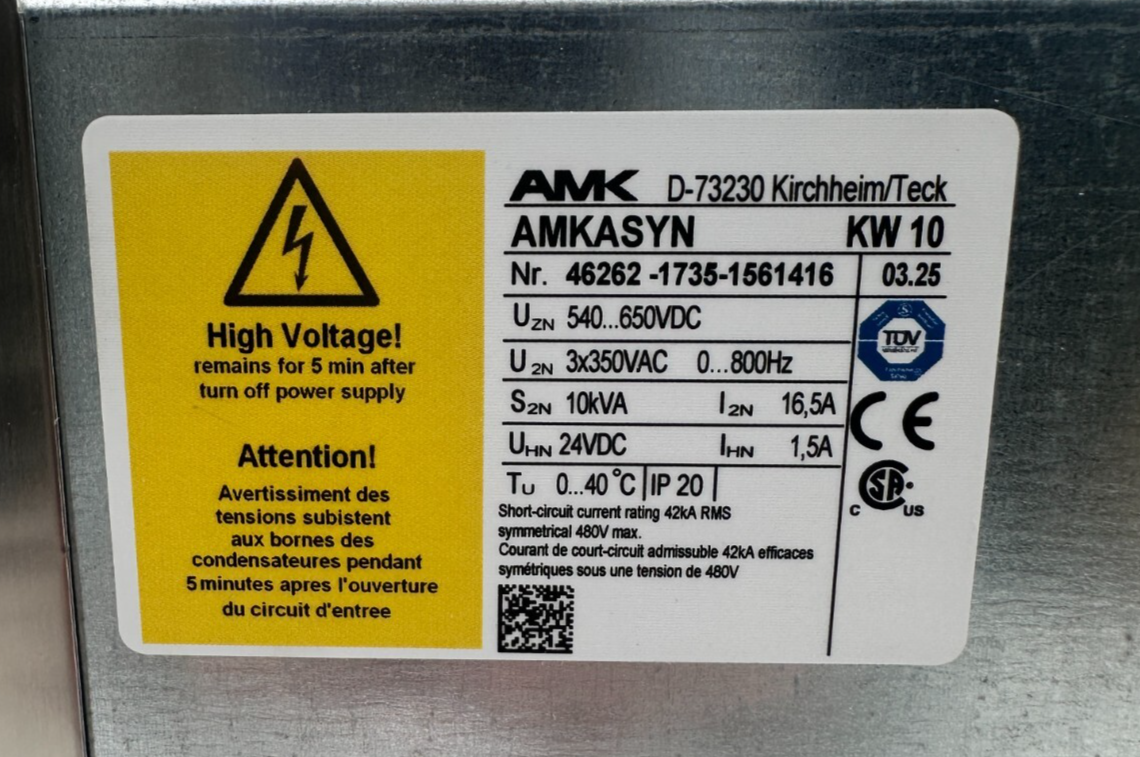 High Voltage!
remains for 5 min after
turn off power supply
Attention!
Avertissiment des
tensions subistent
aux bornes des
condensateures pendant
5 minutes apres l'ouverture
du circuit d'entree
AMK D-73230 Kirchheim/Teck
AMKASYN KW 10
Nr. 46262 -1735-1561416 03.25
UZN 540...650VDC
U2N 3x350VAC 0...800Hz
S2N 10kVA I2N 16,5A
UHN 24VDC IHN 1,5A
TU 0...40°C IP 20
Short-circuit current rating 42kA RMS
symmetrical 480V max.
Courant de court-circuit admissable 42kA efficaces
symétriques sous une tension de 480V
TÜV
CE
C SA US